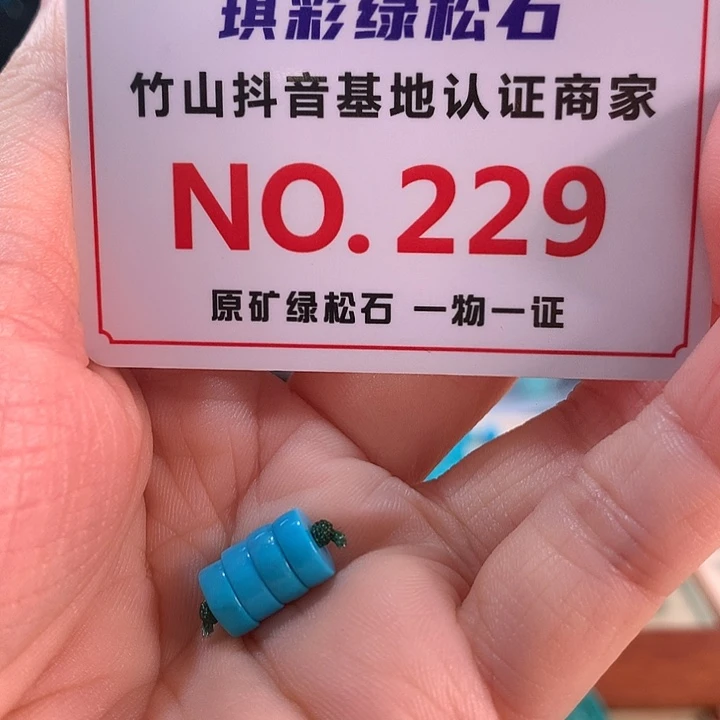 琪彩绿松石
竹山抖音基地认证商家
NO.229
原矿绿松石 一物一证